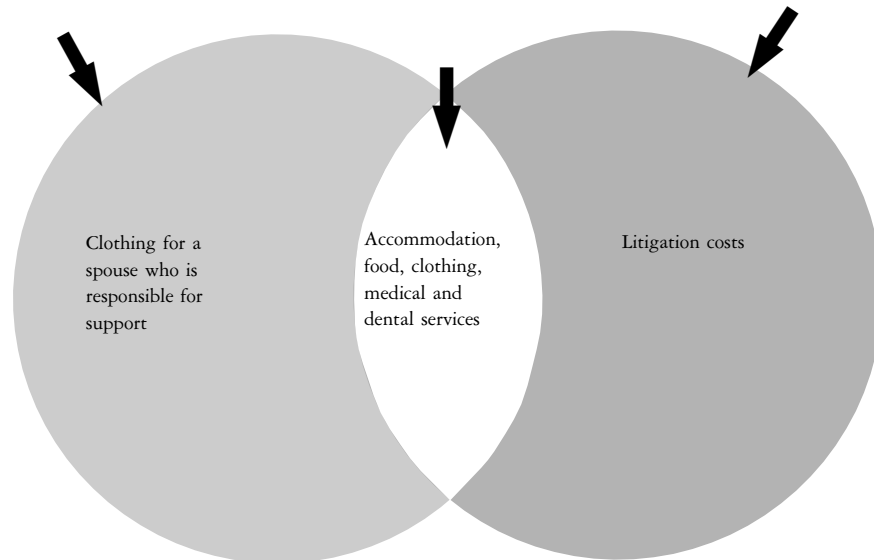 Clothing for a
spouse who is
responsible for
support
Accommodation,
food, clothing,
medical and
dental services
Litigation costs